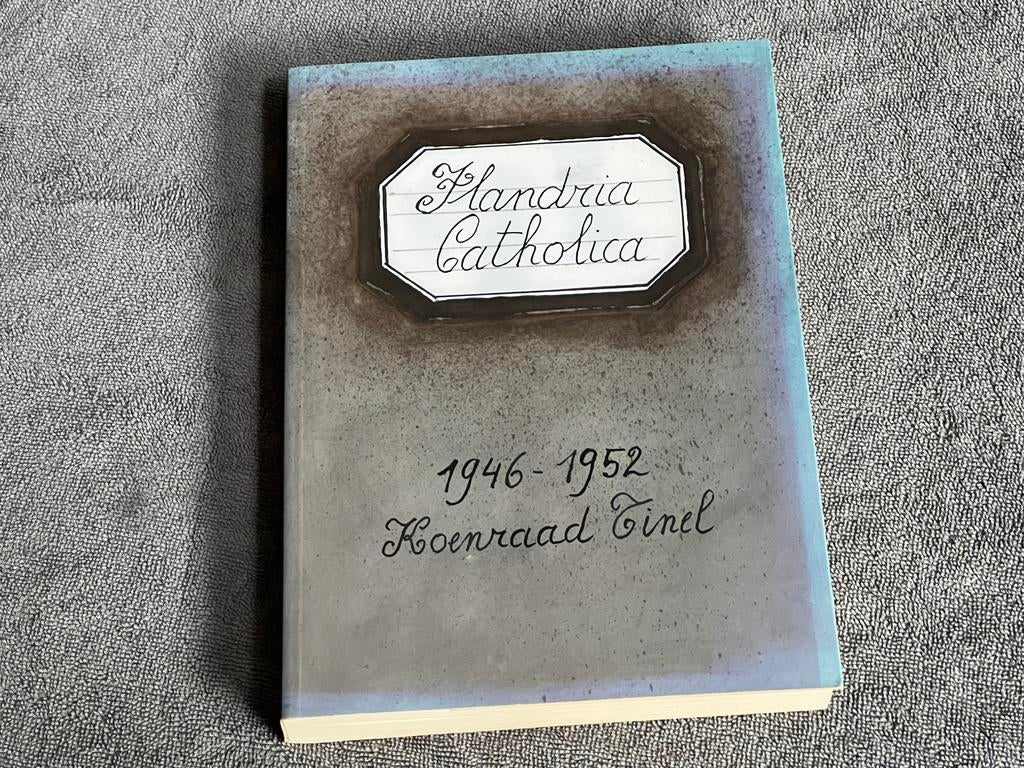 Flandria
Catholica
1946-1952
Koenraad Tinel